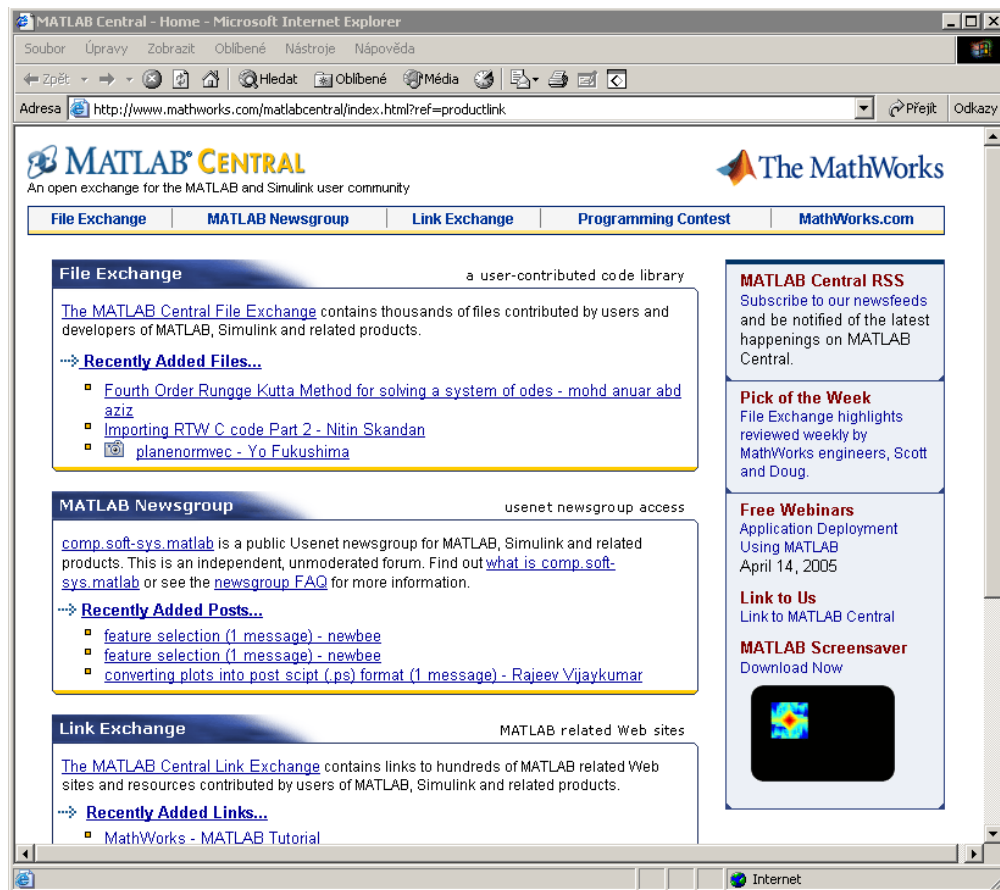 MATLAB Central - Home - Microsoft Internet Explorer
Soubor Úpravy Zobrazit Oblíbené Nástroje Nápověda
Zpět Hledat Oblíbené Média
Adresa http://www.mathworks.com/matlabcentral/index.html?ref=productlink Přejít Odkazy
MATLAB® CENTRAL
An open exchange for the MATLAB and Simulink user community
The MathWorks
File Exchange MATLAB Newsgroup Link Exchange Programming Contest MathWorks.com
File Exchange a user-contributed code library
The MATLAB Central File Exchange contains thousands of files contributed by users and
developers of MATLAB, Simulink and related products.
Recently Added Files...
Fourth Order Rungge Kutta Method for solving a system of odes - mohd anuar abd
aziz
Importing RTW C code Part 2 - Nitin Skandan
planenormvec - Yo Fukushima
MATLAB Newsgroup usenet newsgroup access
comp.soft-sys.matlab is a public Usenet newsgroup for MATLAB, Simulink and related
products. This is an independent, unmoderated forum. Find out what is comp.soft-
sys.matlab or see the newsgroup FAQ for more information.
Recently Added Posts...
feature selection (1 message) - newbee
feature selection (1 message) - newbee
converting plots into post scipt (.ps) format (1 message) - Rajeev Vijaykumar
Link Exchange MATLAB related Web sites
The MATLAB Central Link Exchange contains links to hundreds of MATLAB related Web
sites and resources contributed by users of MATLAB, Simulink and related products.
Recently Added Links...
MathWorks - MATLAB Tutorial
MATLAB Central RSS
Subscribe to our newsfeeds
and be notified of the latest
happenings on MATLAB
Central.
Pick of the Week
File Exchange highlights
reviewed weekly by
MathWorks engineers, Scott
and Doug.
Free Webinars
Application Deployment
Using MATLAB
April 14, 2005
Link to Us
Link to MATLAB Central
MATLAB Screensaver
Download Now
Internet